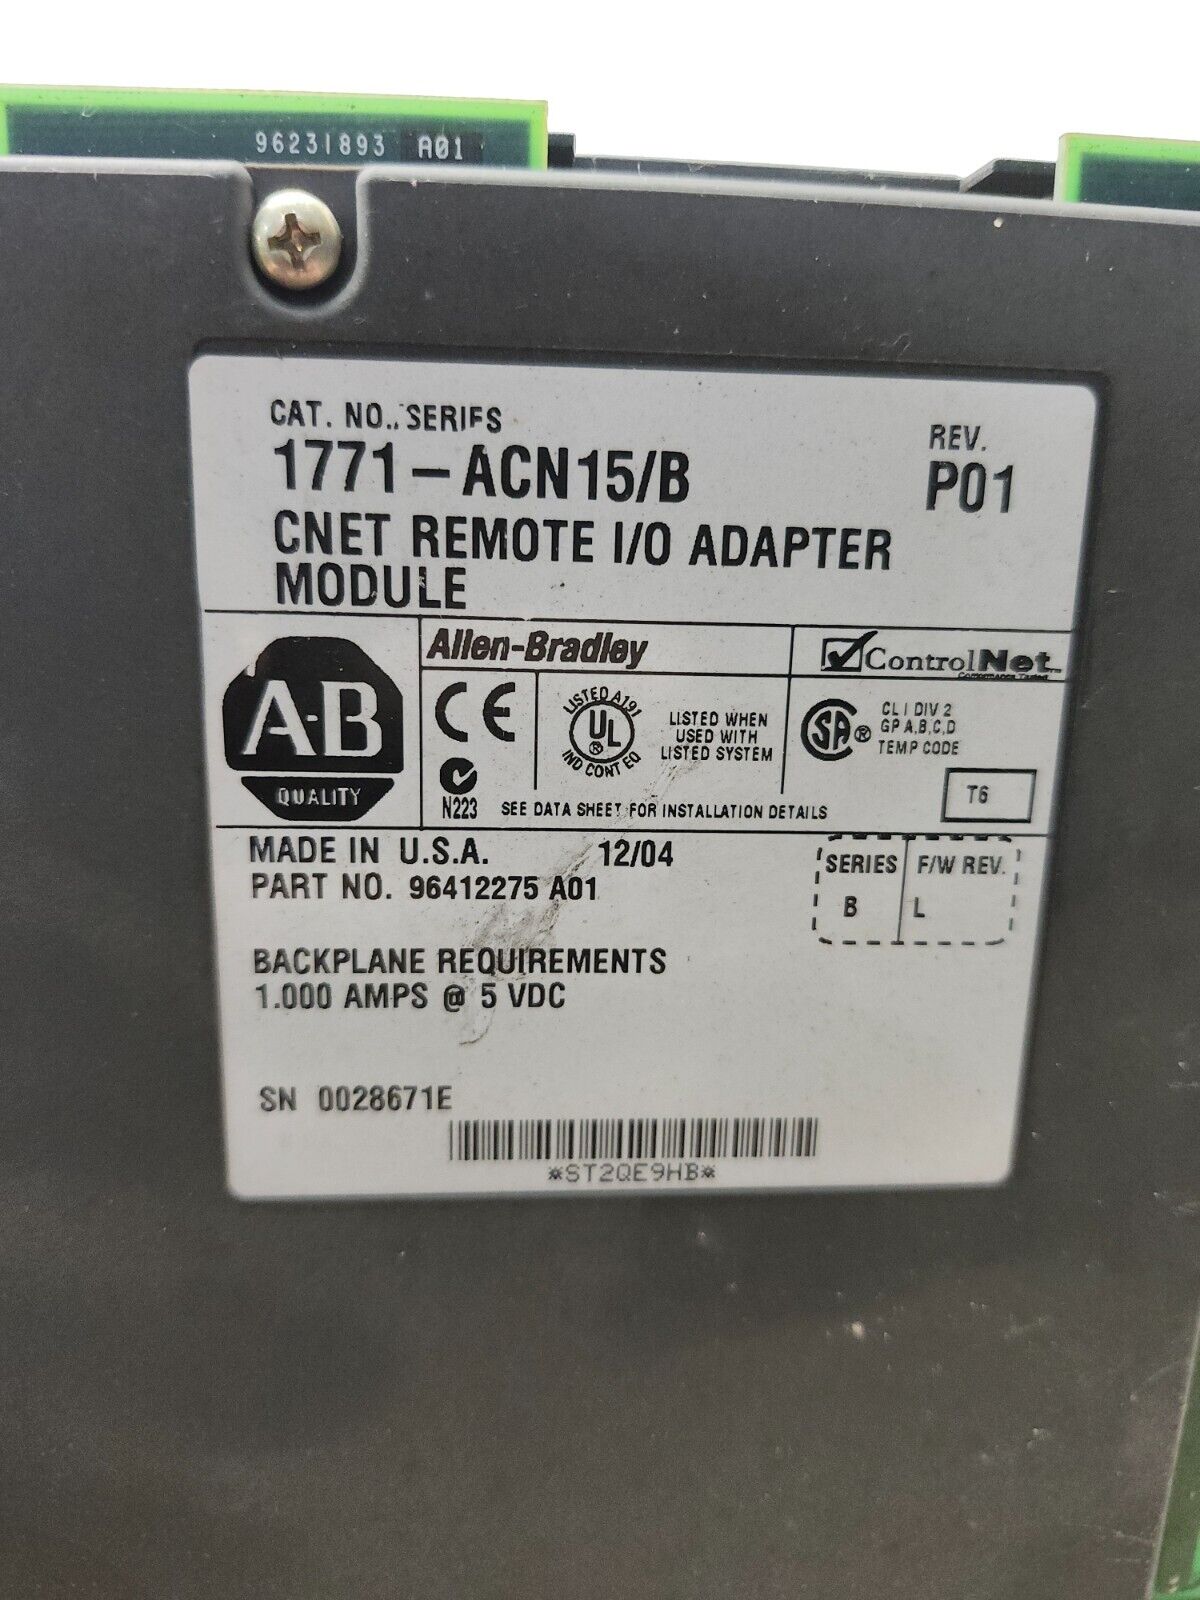 96231893 A01
CAT. NO., SERIES
1771-ACN15/B
REV.
P01
CNET REMOTE I/O ADAPTER
MODULE
A-B
QUALITY
Allen-Bradley
ControlNet
Conformance Tested
CE
N223
LISTED A191
UL
®
IND CONT EQ
LISTED WHEN
USED WITH
LISTED SYSTEM
SA ®
CL I DIV 2
GP A,B,C,D
TEMP CODE
T6
SEE DATA SHEET FOR INSTALLATION DETAILS
MADE IN U.S.A. 12/04
PART NO. 96412275 A01
SERIES F/W REV.
B L
BACKPLANE REQUIREMENTS
1.000 AMPS @ 5 VDC
SN 0028671E
*ST2QE9HB*